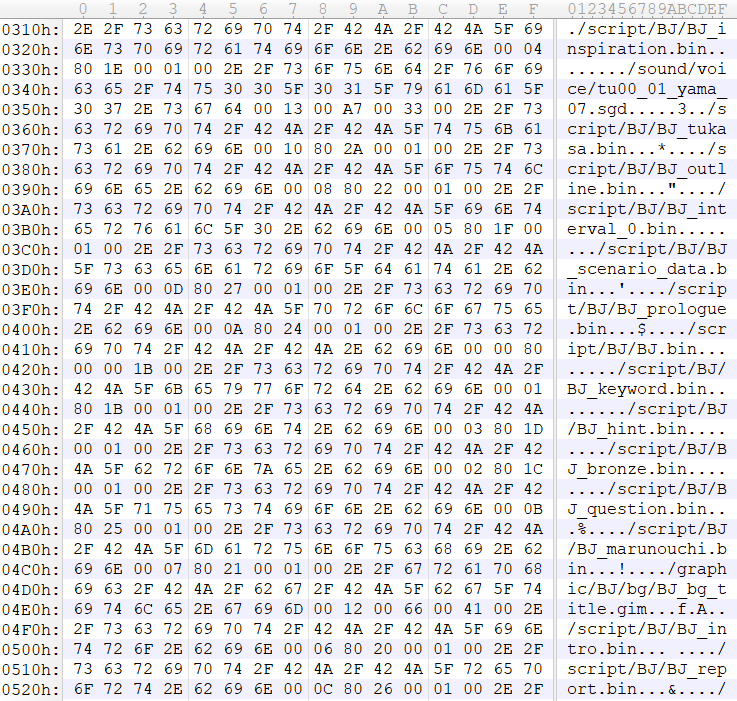 0 1 2 3 4 5 6 7 8 9 A B C D E F 0123456789ABCDEF
0310h: 2E 2F 73 63 72 69 70 74 2F 42 4A 2F 42 4A 5F 69 ./script/BJ/BJ_i
0320h: 6E 73 70 69 72 61 74 69 6F 6E 2E 62 69 6E 00 04 nspiration.bin..
0330h: 80 1E 00 01 00 2E 2F 73 6F 75 6E 64 2F 76 6F 69 ....../sound/voi
0340h: 63 65 2F 74 75 30 30 5F 30 31 5F 79 61 6D 61 5F ce/tu00_01_yama_
0350h: 30 37 2E 73 67 64 00 13 00 A7 00 33 00 2E 2F 73 07.sgd.....3../s
0360h: 63 72 69 70 74 2F 42 4A 2F 42 4A 5F 74 75 6B 61 cript/BJ/BJ_tuka
0370h: 73 61 2E 62 69 6E 00 10 80 2A 00 01 00 2E 2F 73 sa.bin...*..../s
0380h: 63 72 69 70 74 2F 42 4A 2F 42 4A 5F 6F 75 74 6C cript/BJ/BJ_outl
0390h: 69 6E 65 2E 62 69 6E 00 08 80 22 00 01 00 2E 2F ine.bin..."..../
03A0h: 73 63 72 69 70 74 2F 42 4A 2F 42 4A 5F 69 6E 74 script/BJ/BJ_int
03B0h: 65 72 76 61 6C 5F 30 2E 62 69 6E 00 05 80 1F 00 erval_0.bin.....
03C0h: 01 00 2E 2F 73 63 72 69 70 74 2F 42 4A 2F 42 4A .../script/BJ/BJ
03D0h: 5F 73 63 65 6E 61 72 69 6F 5F 64 61 74 61 2E 62 _scenario_data.b
03E0h: 69 6E 00 0D 80 27 00 01 00 2E 2F 73 63 72 69 70 in...'..../scrip
03F0h: 74 2F 42 4A 2F 42 4A 5F 70 72 6F 6C 6F 67 75 65 t/BJ/BJ_prologue
0400h: 2E 62 69 6E 00 0A 80 24 00 01 00 2E 2F 73 63 72 .bin...$..../scr
0410h: 69 70 74 2F 42 4A 2F 42 4A 2E 62 69 6E 00 00 80 ipt/BJ/BJ.bin...
0420h: 00 00 1B 00 2E 2F 73 63 72 69 70 74 2F 42 4A 2F ...../script/BJ/
0430h: 42 4A 5F 6B 65 79 77 6F 72 64 2E 62 69 6E 00 01 BJ_keyword.bin..
0440h: 80 1B 00 01 00 2E 2F 73 63 72 69 70 74 2F 42 4A ....../script/BJ
0450h: 2F 42 4A 5F 68 69 6E 74 2E 62 69 6E 00 03 80 1D /BJ_hint.bin....
0460h: 00 01 00 2E 2F 73 63 72 69 70 74 2F 42 4A 2F 42 ..../script/BJ/B
0470h: 4A 5F 62 72 6F 6E 7A 65 2E 62 69 6E 00 02 80 1C J_bronze.bin....
0480h: 00 01 00 2E 2F 73 63 72 69 70 74 2F 42 4A 2F 42 ..../script/BJ/B
0490h: 4A 5F 71 75 65 73 74 69 6F 6E 2E 62 69 6E 00 0B J_question.bin..
04A0h: 80 25 00 01 00 2E 2F 73 63 72 69 70 74 2F 42 4A .%..../script/BJ
04B0h: 2F 42 4A 5F 6D 61 72 75 6E 6F 75 63 68 69 2E 62 /BJ_marunouchi.b
04C0h: 69 6E 00 07 80 21 00 01 00 2E 2F 67 72 61 70 68 in...!..../graph
04D0h: 69 63 2F 42 4A 2F 62 67 2F 42 4A 5F 62 67 5F 74 ic/BJ/bg/BJ_bg_t
04E0h: 69 74 6C 65 2E 67 69 6D 00 12 00 66 00 41 00 2E itle.gim...f.A..
04F0h: 2F 73 63 72 69 70 74 2F 42 4A 2F 42 4A 5F 69 6E /script/BJ/BJ_in
0500h: 74 72 6F 2E 62 69 6E 00 06 80 20 00 01 00 2E 2F tro.bin... ..../
0510h: 73 63 72 69 70 74 2F 42 4A 2F 42 4A 5F 72 65 70 script/BJ/BJ_rep
0520h: 6F 72 74 2E 62 69 6E 00 0C 80 26 00 01 00 2E 2F ort.bin...&..../